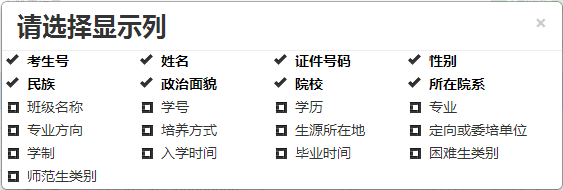 请选择显示列
考生号 姓名 证件号码 性别
民族 政治面貌 院校 所在院系
班级名称 学号 学历 专业
专业方向 培养方式 生源所在地 定向或委培单位
学制 入学时间 毕业时间 困难生类别
师范生类别